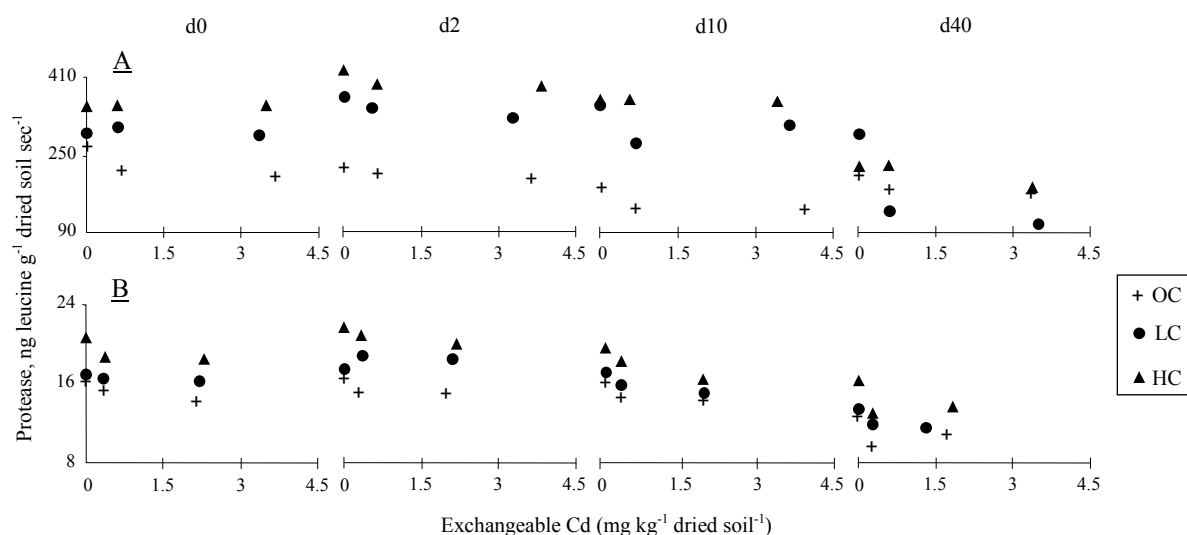 d0 d2 d10 d40
A
410
250
90
0 1.5 3 4.5 0 1.5 3 4.5 0 1.5 3 4.5 0 1.5 3 4.5
B
24
16
8
0 1.5 3 4.5 0 1.5 3 4.5 0 1.5 3 4.5 0 1.5 3 4.5
Protease, ng leucine g⁻¹ dried soil sec⁻¹
Exchangeable Cd (mg kg⁻¹ dried soil⁻¹)
OC
LC
HC